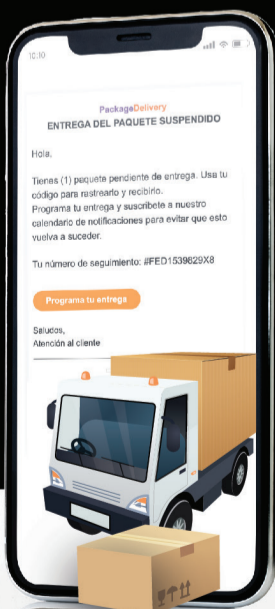 10:10
PackageDelivery
ENTREGA DEL PAQUETE SUSPENDIDO
Hola,
Tienes (1) paquete pendiente de entrega. Usa tu
código para rastrearlo y recibirlo.
Programa tu entrega y suscríbete a nuestro
calendario de notificaciones para evitar que esto
vuelva a suceder.
Tu número de seguimiento: #FED1539829X8
Programa tu entrega
Saludos,
Atención al cliente